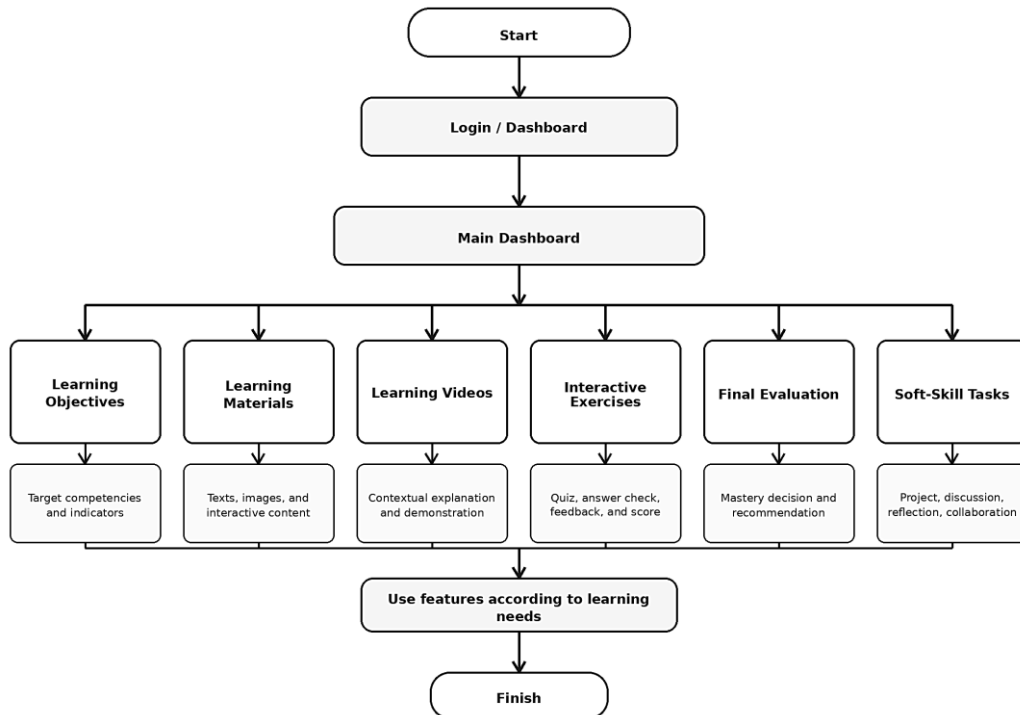 Start
Login / Dashboard
Main Dashboard
Learning
Objectives
Learning
Materials
Learning Videos
Interactive
Exercises
Final Evaluation
Soft-Skill Tasks
Target competencies
and indicators
Texts, images, and
interactive content
Contextual explanation
and demonstration
Quiz, answer check,
feedback, and score
Mastery decision and
recommendation
Project, discussion,
reflection, collaboration
Use features according to learning
needs
Finish